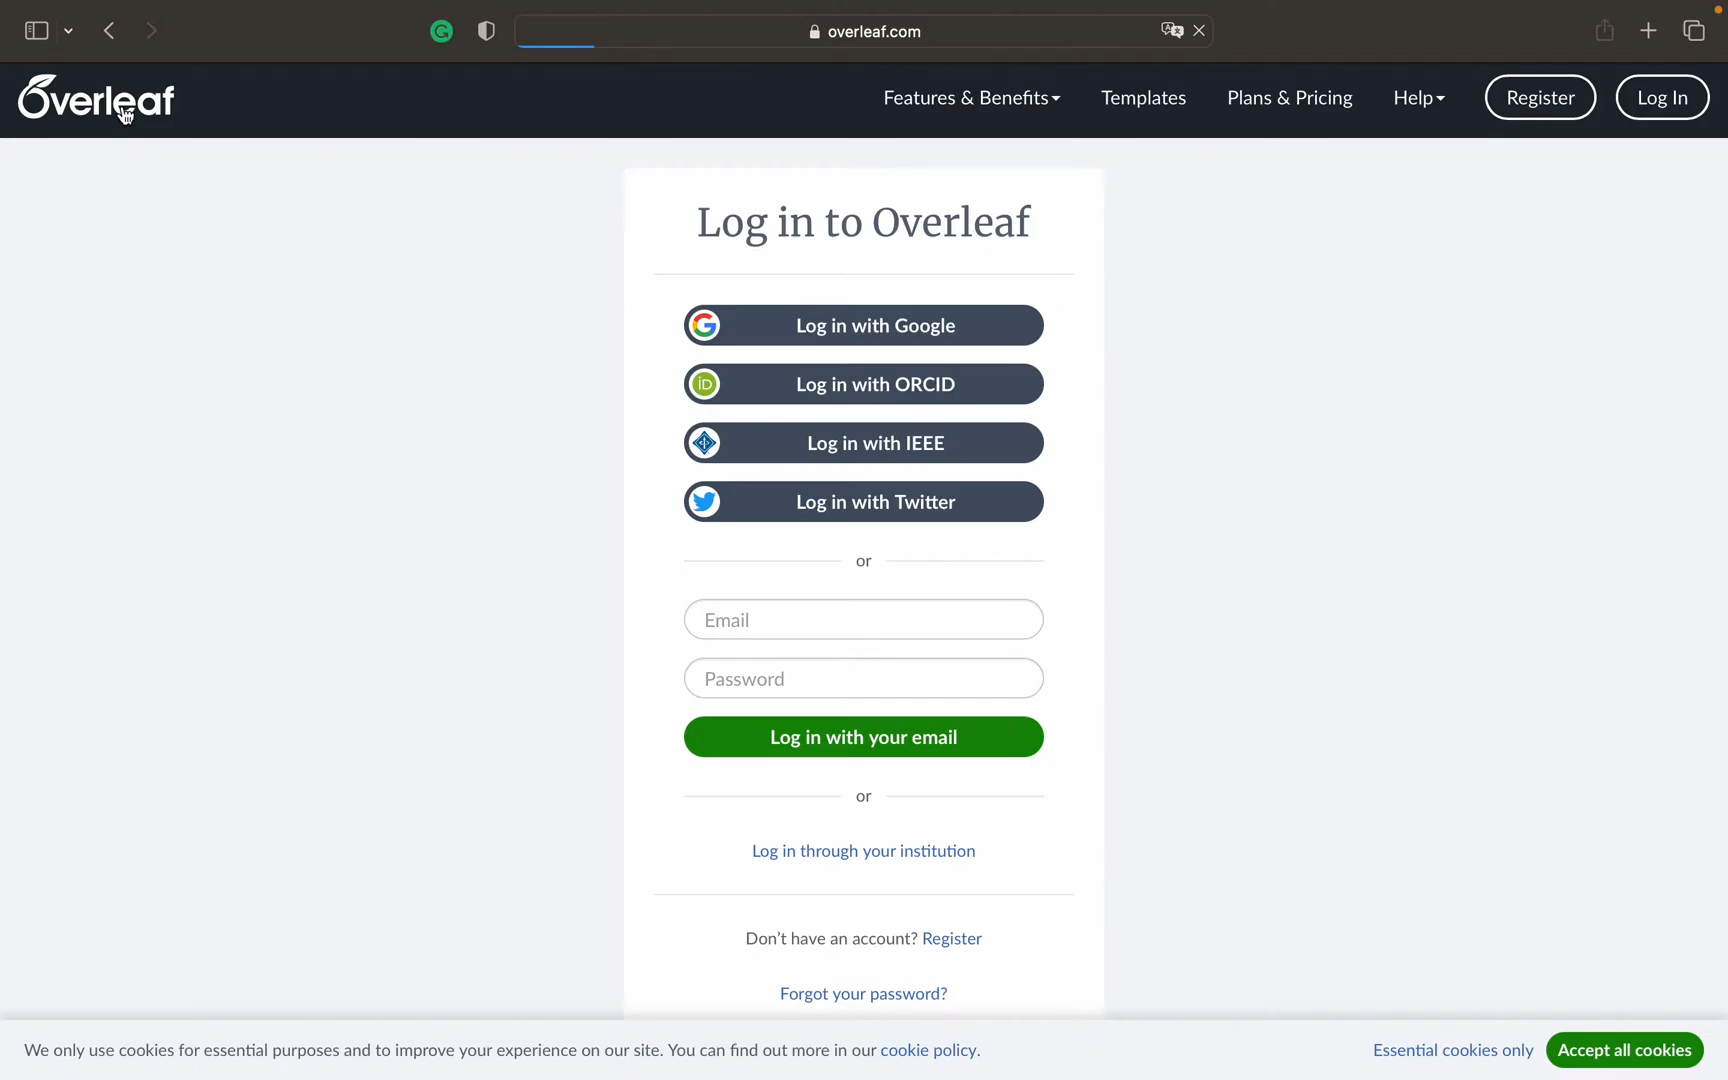 overleaf.com
Overleaf
Features & Benefits Templates Plans & Pricing Help Register Log In
Log in to Overleaf
Log in with Google
iD Log in with ORCID
Log in with IEEE
Log in with Twitter
or
Email
Password
Log in with your email
or
Log in through your institution
Don't have an account? Register
Forgot your password?
We only use cookies for essential purposes and to improve your experience on our site. You can find out more in our cookie policy.
Essential cookies only Accept all cookies